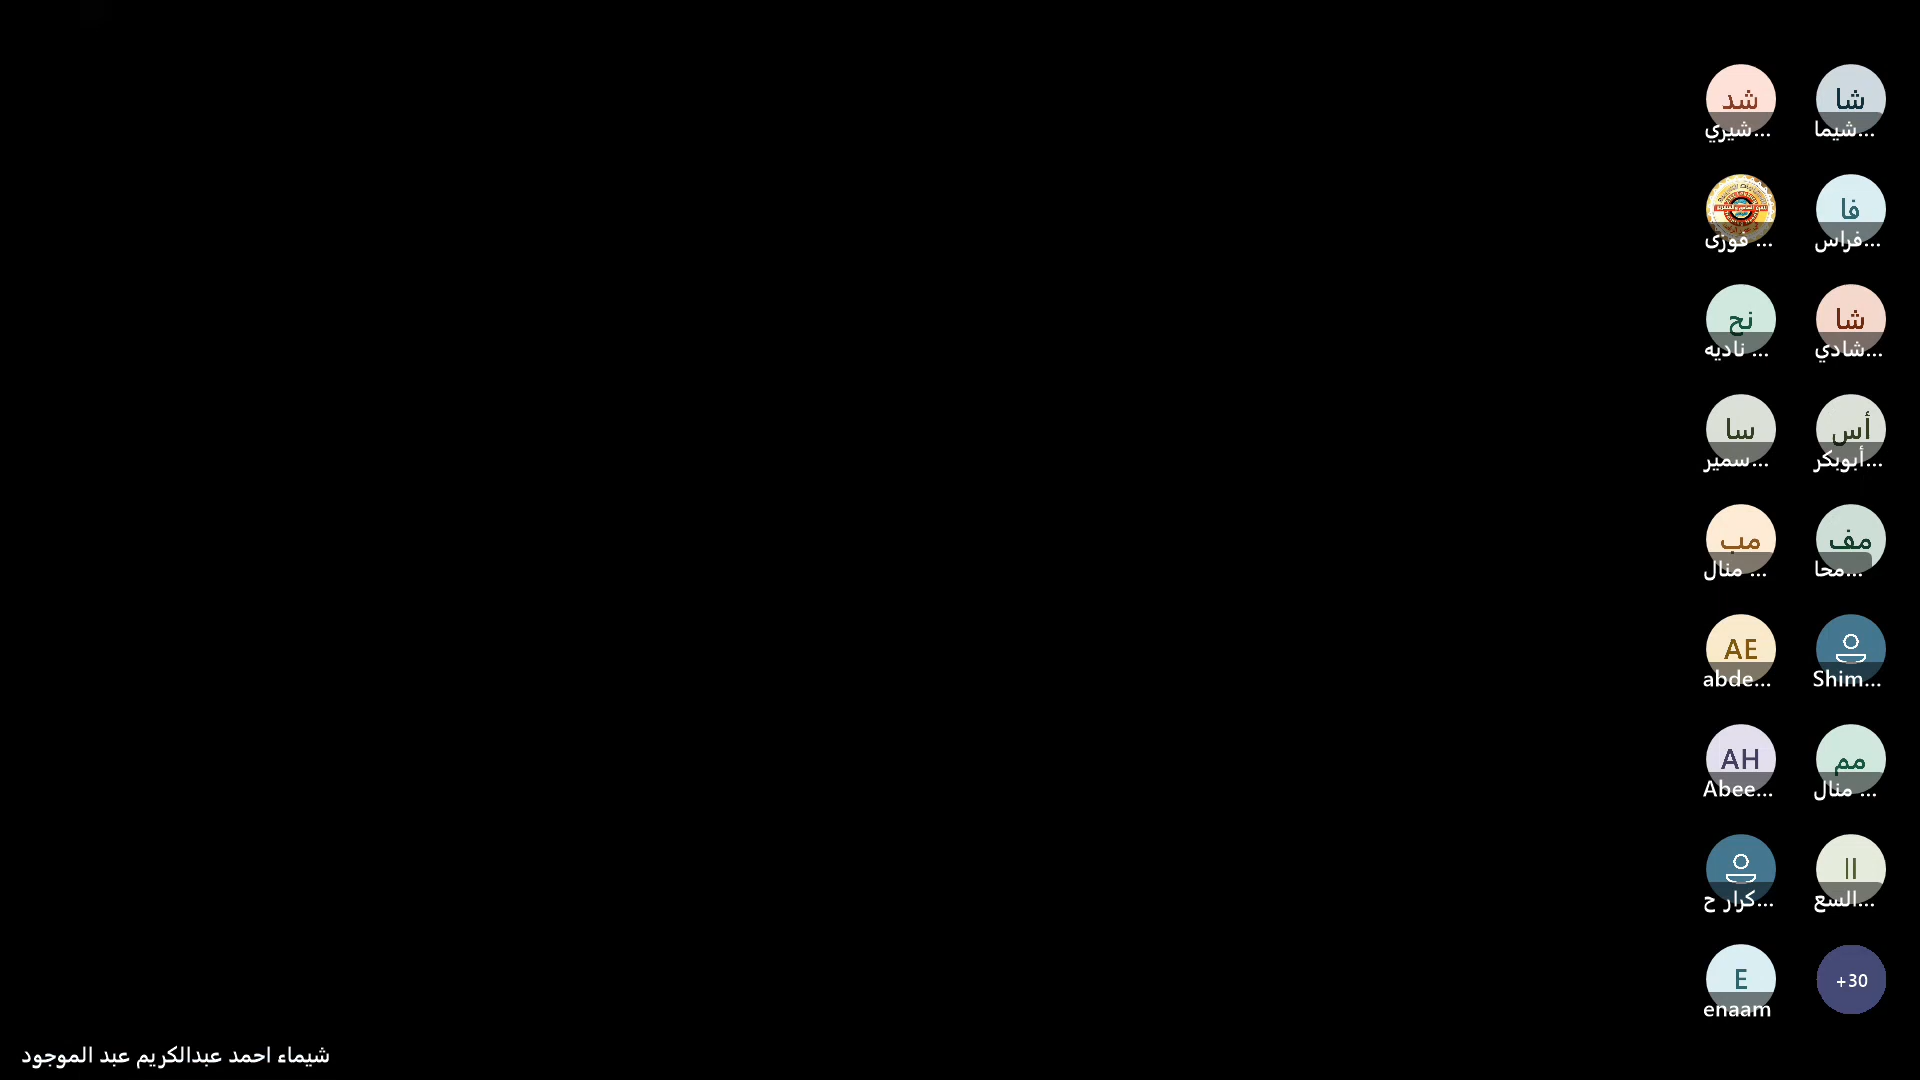 شد
شيري...
شا
شيما...
فوزى ...
فا
فراس...
نح
ناديه ...
شا
شادي...
سا
سمير...
أس
أبوبكر...
مب
منال ...
مف
محا...
AE
abde...
Shim...
AH
Abee...
مم
منال ...
كرار ح...
اا
السع...
E
enaam
+30
شيماء احمد عبدالكريم عبد الموجود